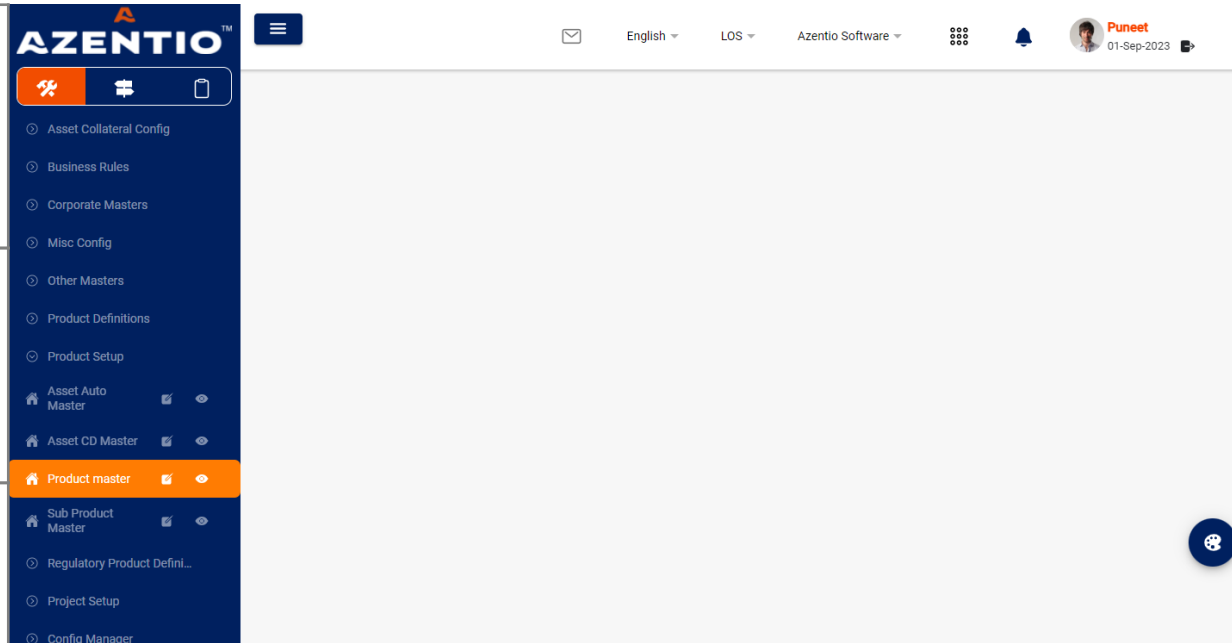 AZENTIO™
English
LOS
Azentio Software
Puneet
01-Sep-2023
Asset Collateral Config
Business Rules
Corporate Masters
Misc Config
Other Masters
Product Definitions
Product Setup
Asset Auto
Master
Asset CD Master
Product master
Sub Product
Master
Regulatory Product Defini...
Project Setup
Config Manager